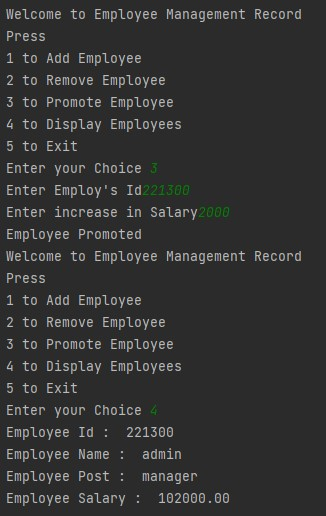 Welcome to Employee Management Record
Press
1 to Add Employee
2 to Remove Employee
3 to Promote Employee
4 to Display Employees
5 to Exit
Enter your Choice 3
Enter Employ's Id221300
Enter increase in Salary2000
Employee Promoted
Welcome to Employee Management Record
Press
1 to Add Employee
2 to Remove Employee
3 to Promote Employee
4 to Display Employees
5 to Exit
Enter your Choice 4
Employee Id :  221300
Employee Name :  admin
Employee Post :  manager
Employee Salary :  102000.00